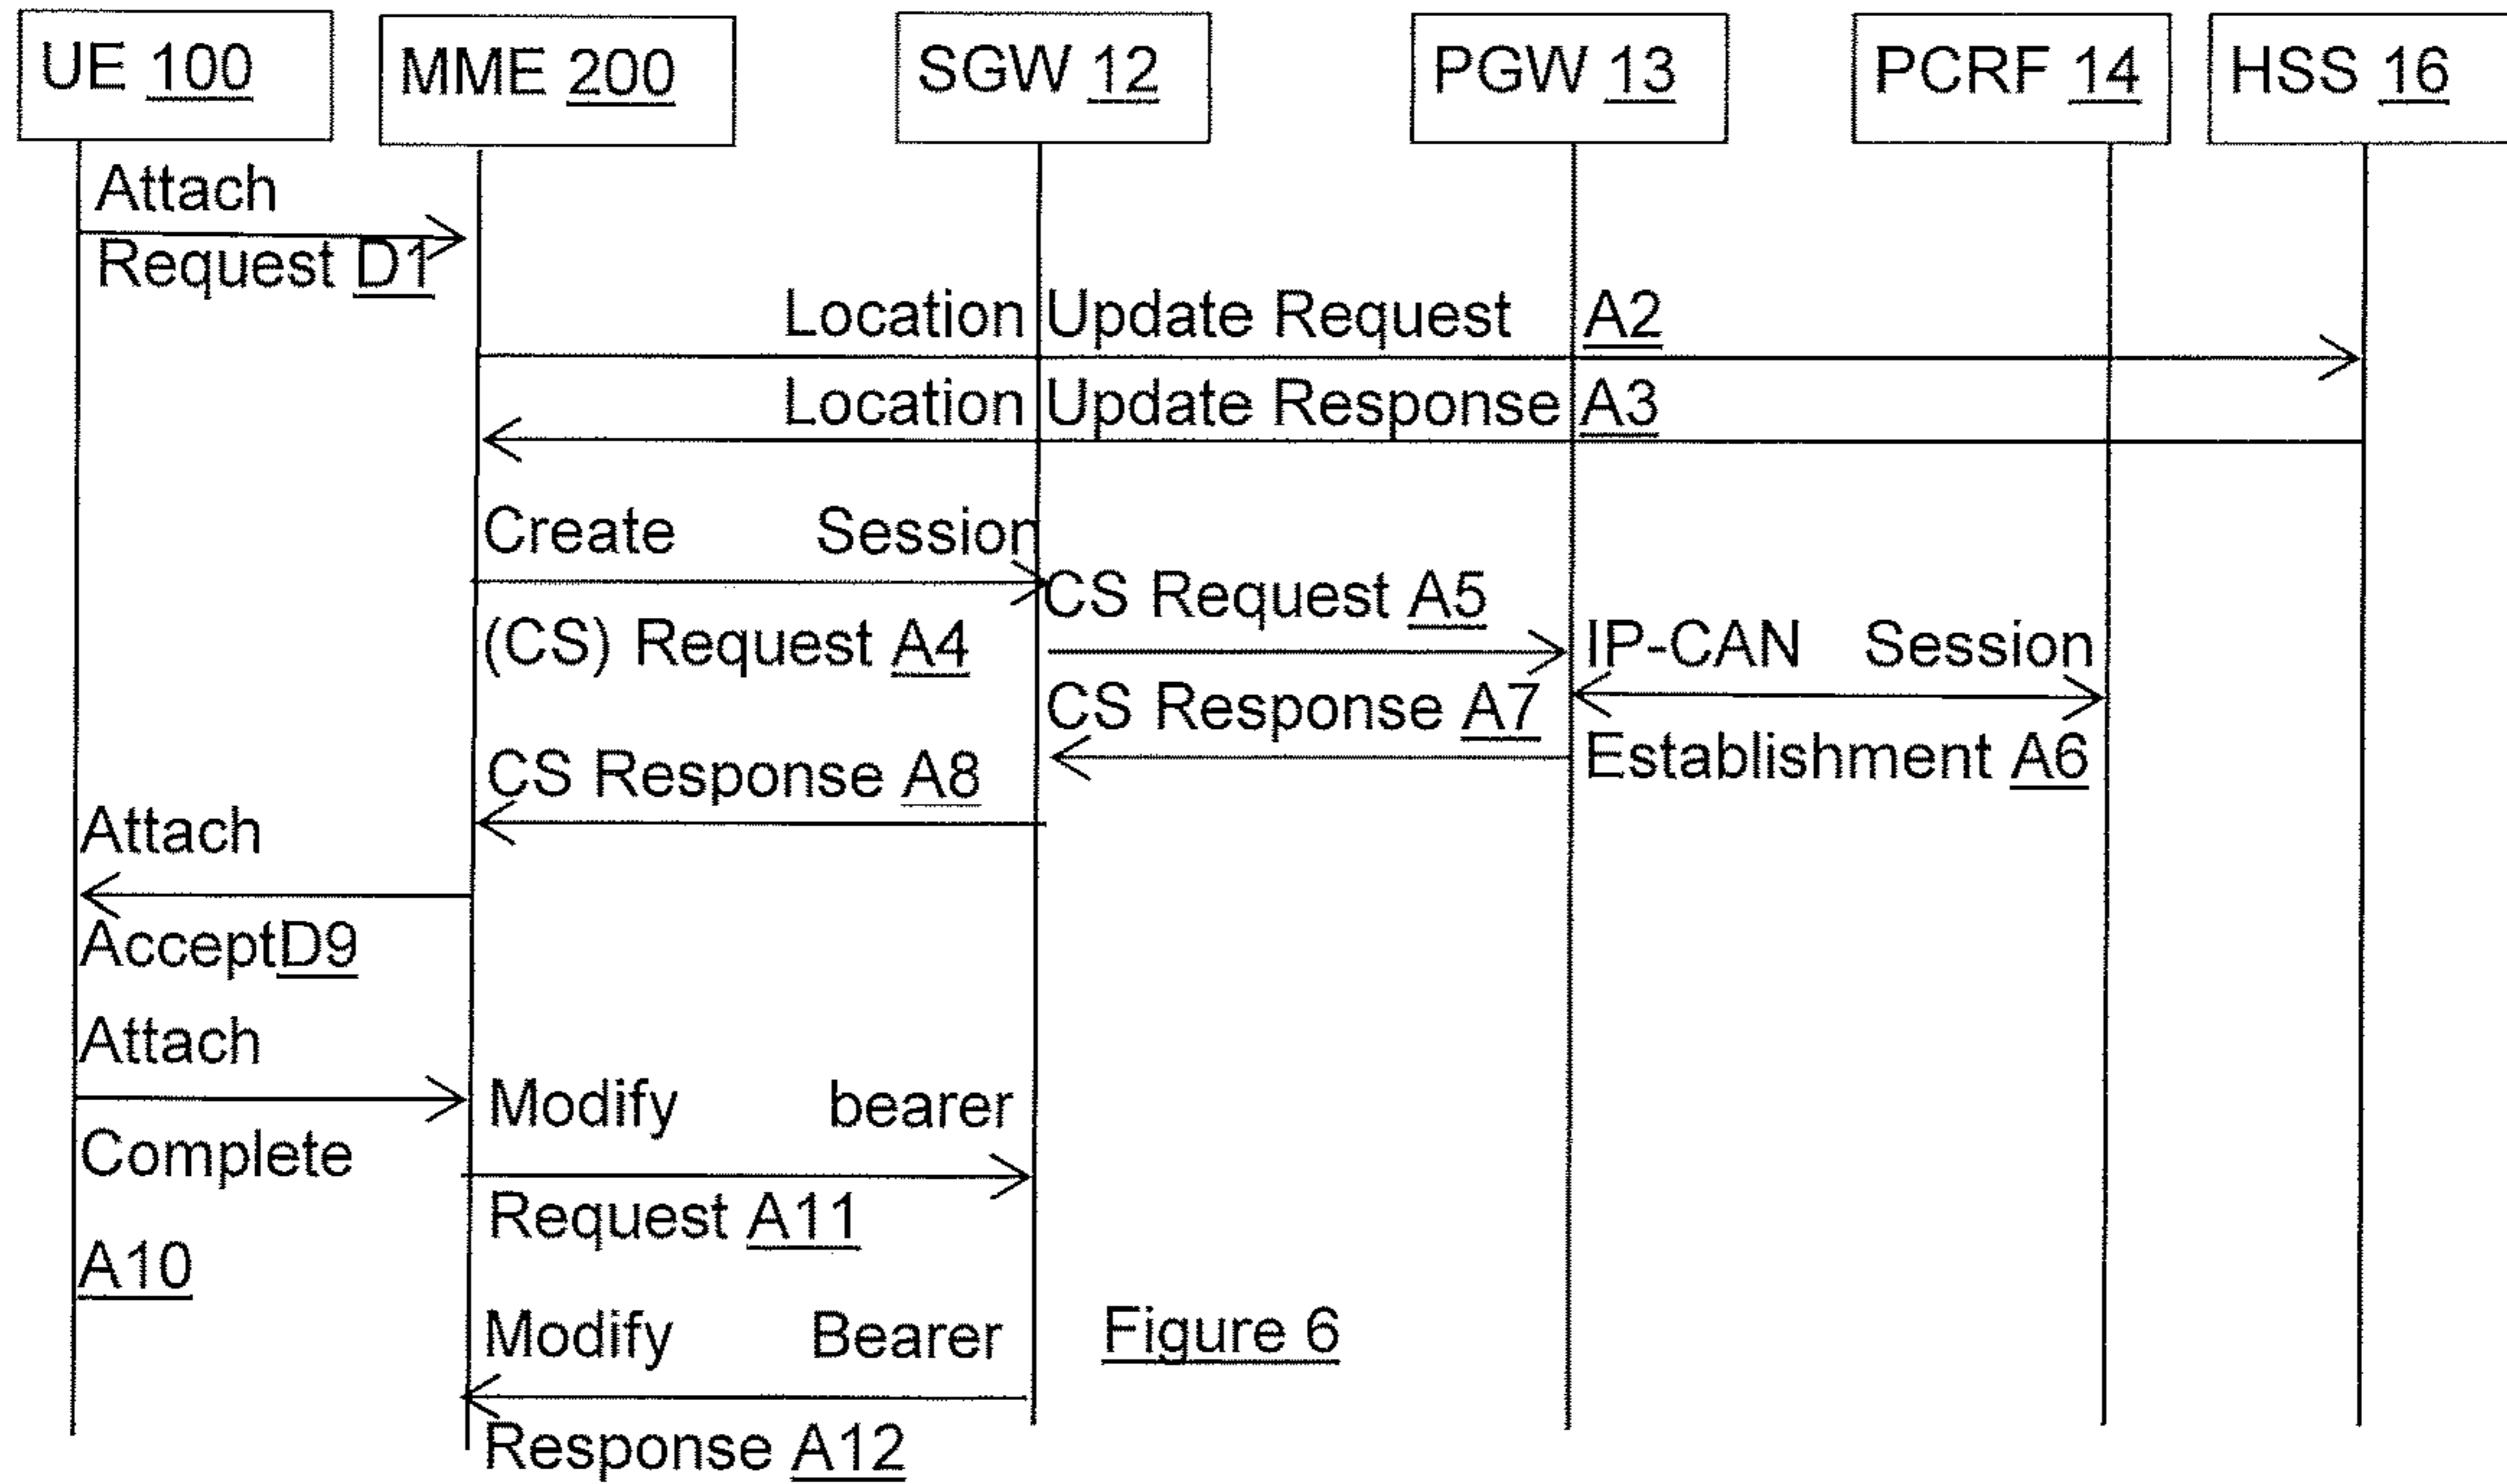 UE 100
MME 200
SGW 12
PGW 13
PCRF 14
HSS 16
Attach
Request D1
Location Update Request A2
Location Update Response A3
Create Session
(CS) Request A4
CS Request A5
IP-CAN Session
Establishment A6
CS Response A7
CS Response A8
Attach
Accept D9
Attach
Complete
A10
Modify bearer
Request A11
Modify Bearer
Response A12
Figure 6